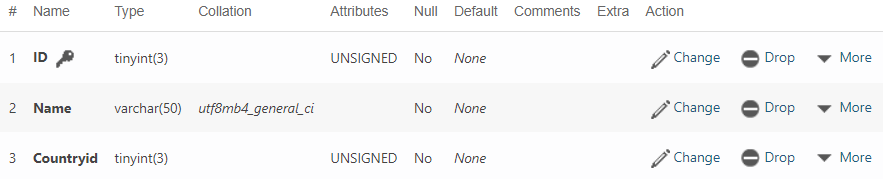 # Name Type Collation Attributes Null Default Comments Extra Action
1 ID tinyint(3) UNSIGNED No None Change Drop More
2 Name varchar(50) utf8mb4_general_ci No None Change Drop More
3 Countryid tinyint(3) UNSIGNED No None Change Drop More